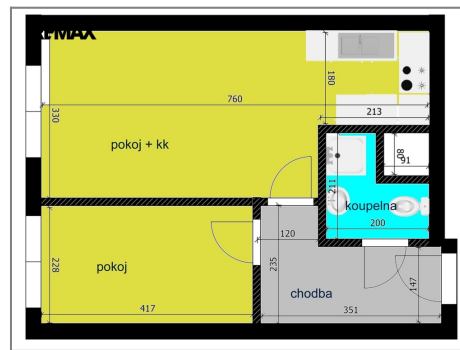 RE/MAX
180
760
213
330
pokoj + kk
80
91
211
koupelna
200
120
228
235
pokoj
147
chodba
417
351